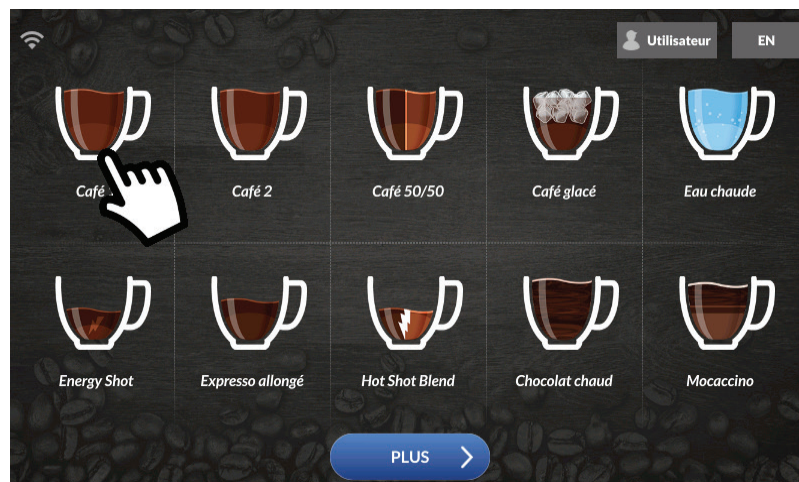 Utilisateur
EN
Café
Café 2
Café 50/50
Café glacé
Eau chaude
Energy Shot
Expresso allongé
Hot Shot Blend
Chocolat chaud
Mocaccino
PLUS